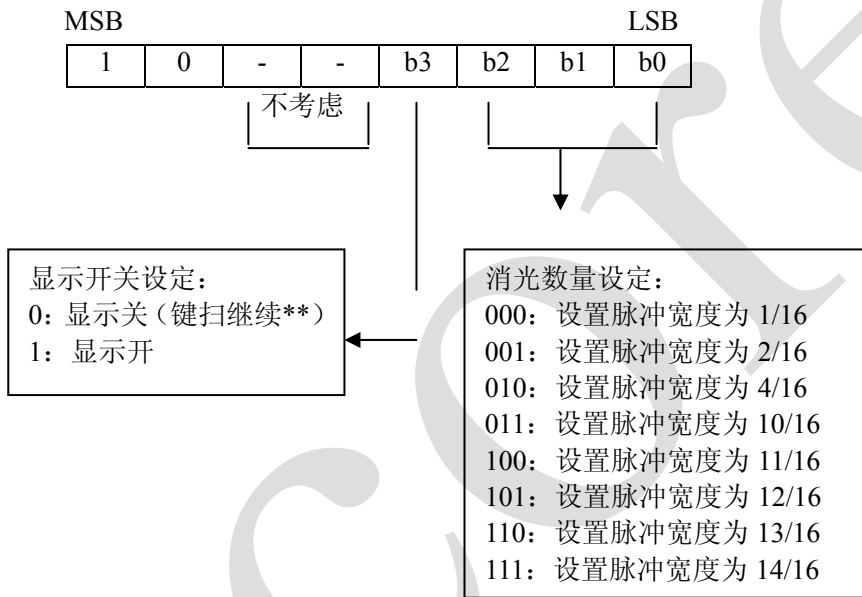 MSB LSB
1 0 - - b3 b2 b1 b0
不考虑
显示开关设定：
0：显示关（键扫继续**）
1：显示开
消光数量设定：
000：设置脉冲宽度为 1/16
001：设置脉冲宽度为 2/16
010：设置脉冲宽度为 4/16
011：设置脉冲宽度为 10/16
100：设置脉冲宽度为 11/16
101：设置脉冲宽度为 12/16
110：设置脉冲宽度为 13/16
111：设置脉冲宽度为 14/16